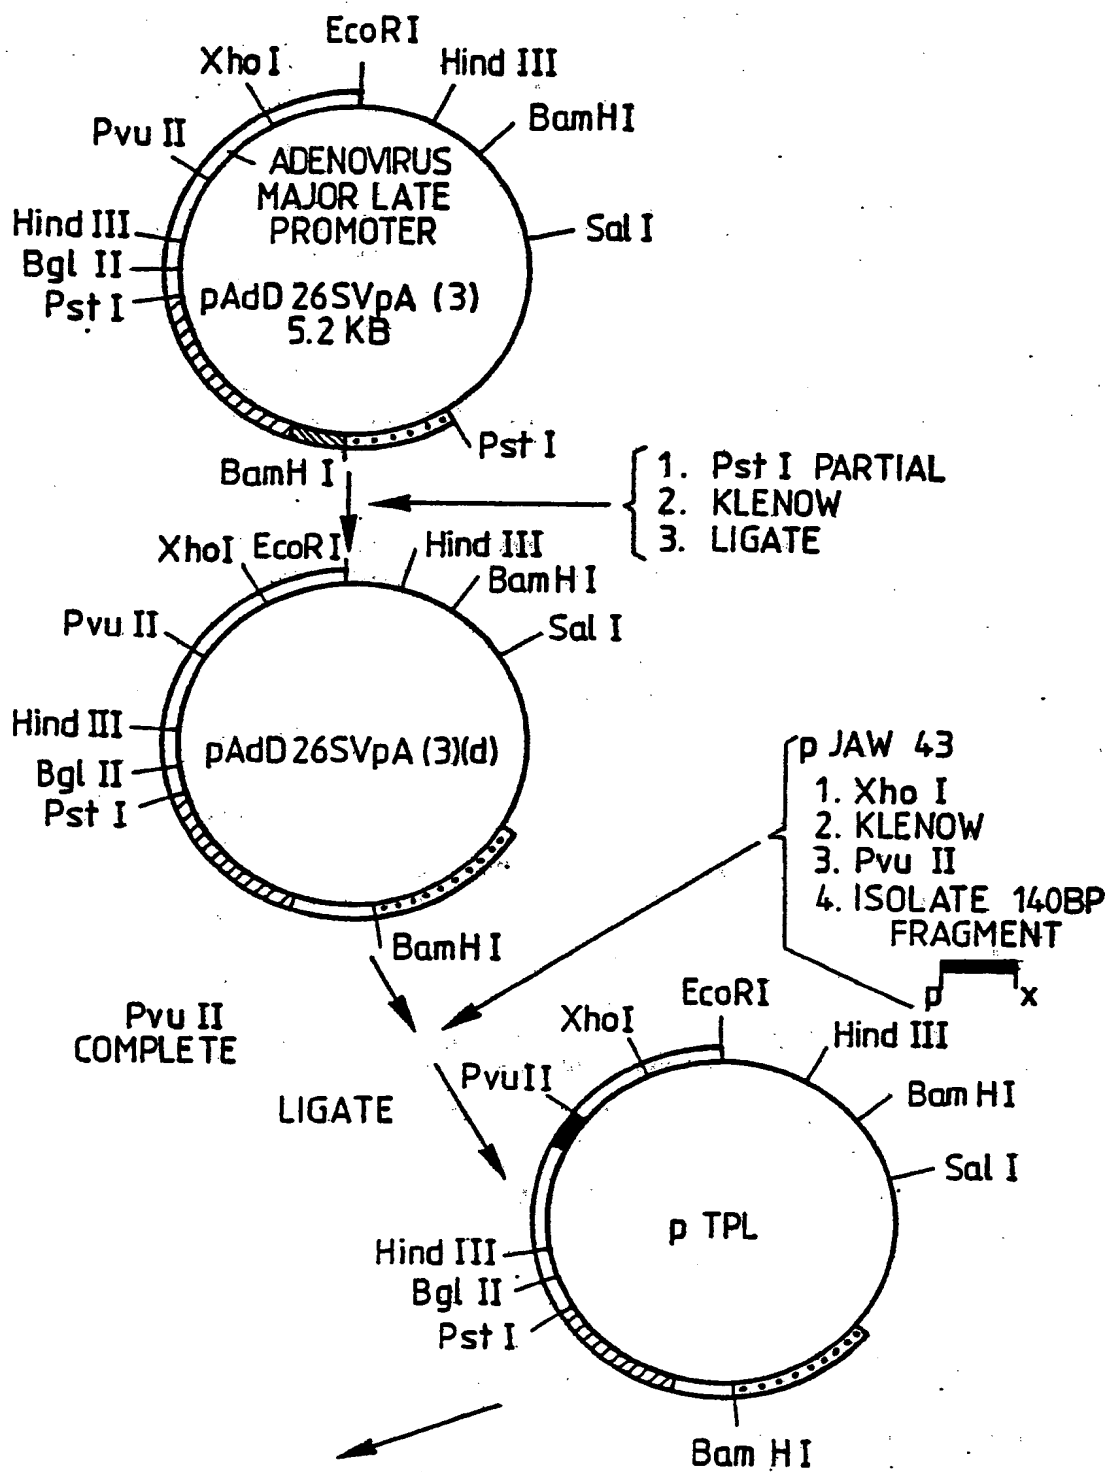 EcoRI
Xho I
Hind III
Pvu II
BamHI
ADENOVIRUS
MAJOR LATE
PROMOTER
Hind III
Sal I
Bgl II
Pst I
pAdD 26SVpA (3)
5.2 KB
Pst I
BamH I
1. Pst I PARTIAL
2. KLENOW
3. LIGATE
XhoI
EcoRI
Hind III
BamHI
Pvu II
Sal I
Hind III
Bgl II
Pst I
pAdD 26SVpA (3)(d)
BamHI
p JAW 43
1. Xho I
2. KLENOW
3. Pvu II
4. ISOLATE 140BP
FRAGMENT
p
x
Pvu II
COMPLETE
LIGATE
EcoRI
XhoI
Hind III
PvuII
Bam HI
Sal I
p TPL
Hind III
Bgl II
Pst I
Bam HI